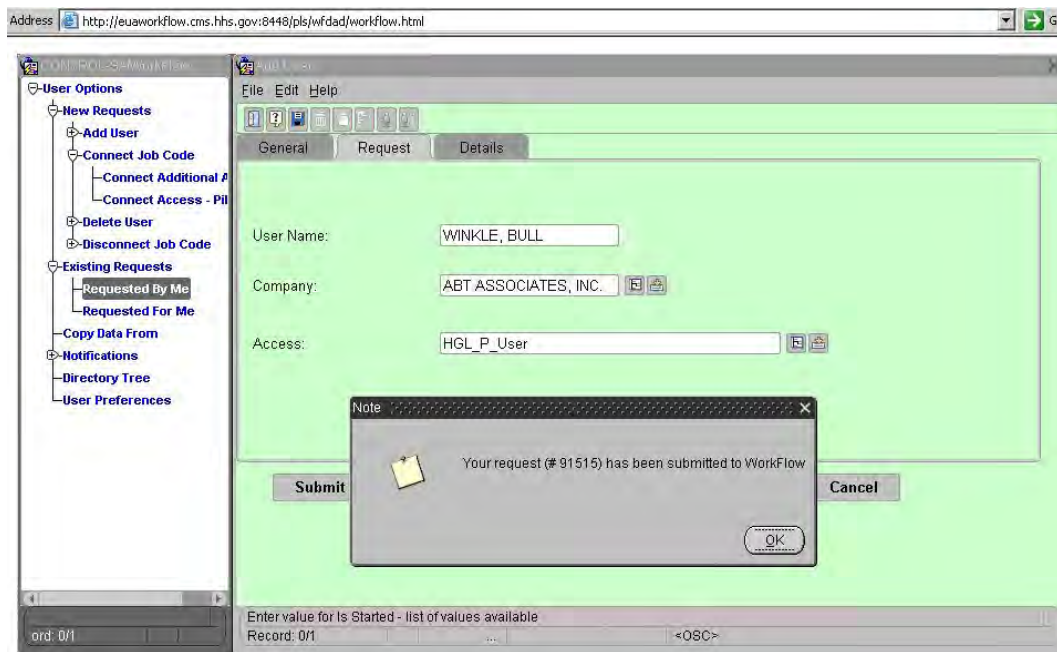 Address http://euaworkflow.cms.hhs.gov:8448/pls/wfdad/workflow.html G
User Options
New Requests
Add User
Connect Job Code
Connect Additional A
Connect Access - Pil
Delete User
Disconnect Job Code
Existing Requests
Requested By Me
Requested For Me
Copy Data From
Notifications
Directory Tree
User Preferences
ord: 0/1
Add User
File Edit Help
General Request Details
User Name: WINKLE, BULL
Company: ABT ASSOCIATES, INC.
Access: HGL_P_User
Note
Your request (# 91515) has been submitted to WorkFlow
OK
Submit Cancel
Enter value for Is Started - list of values available
Record: 0/1 ... <OSC>